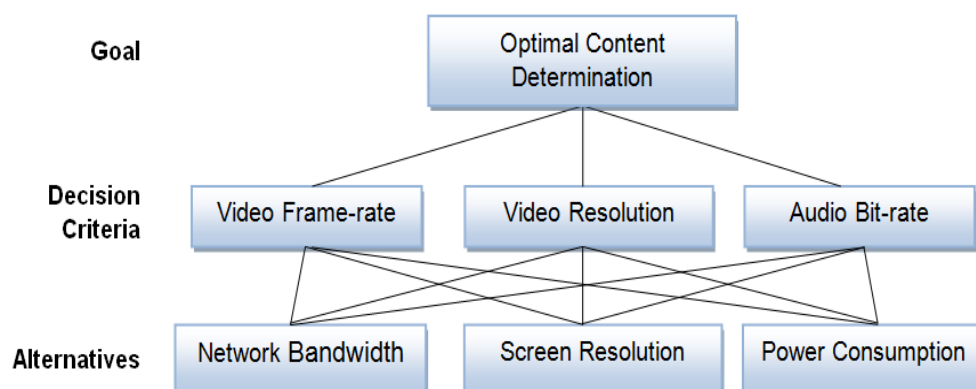 Goal
Optimal Content
Determination
Decision
Criteria
Video Frame-rate
Video Resolution
Audio Bit-rate
Alternatives
Network Bandwidth
Screen Resolution
Power Consumption